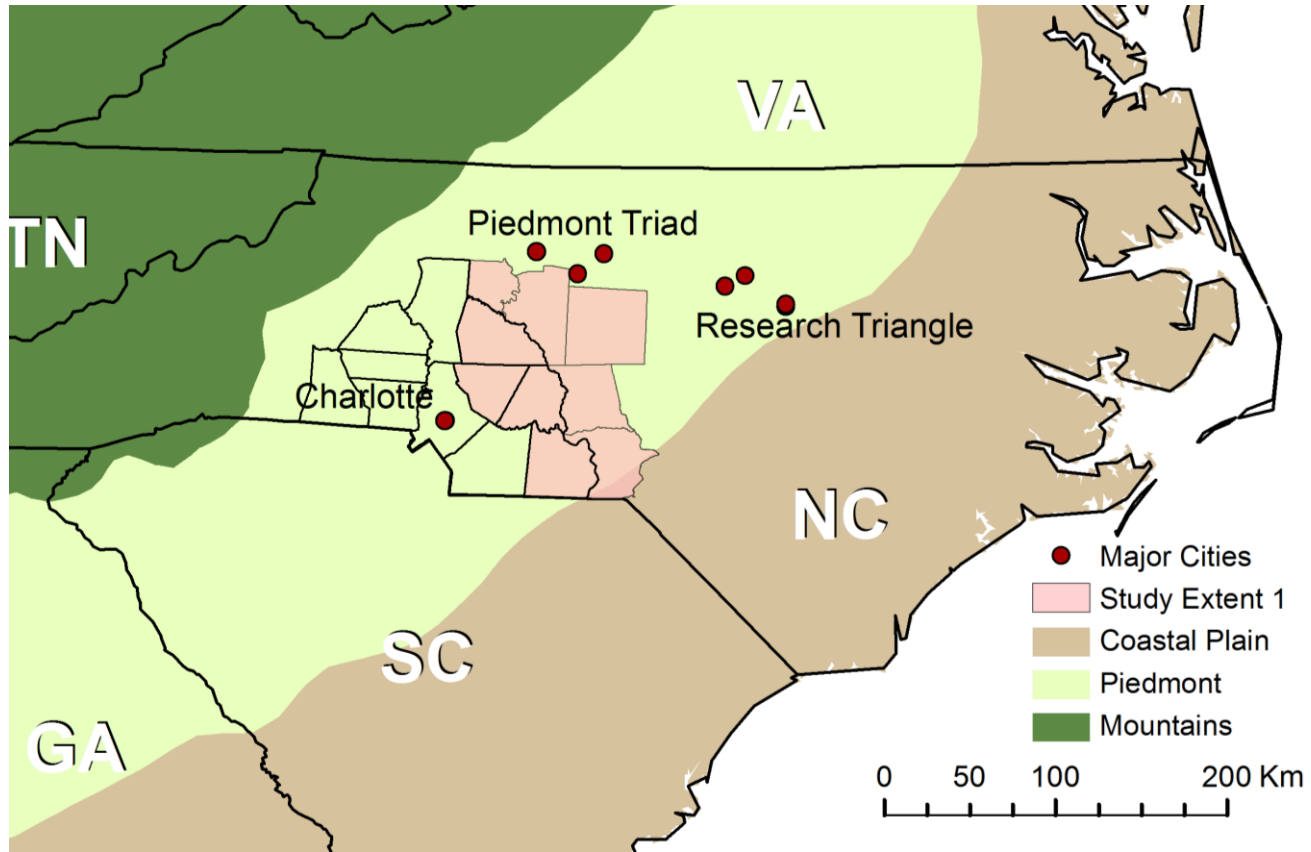 VA
Piedmont Triad
TN
Research Triangle
Charlotte
NC
SC
GA
Major Cities
Study Extent 1
Coastal Plain
Piedmont
Mountains
0 50 100 200 Km